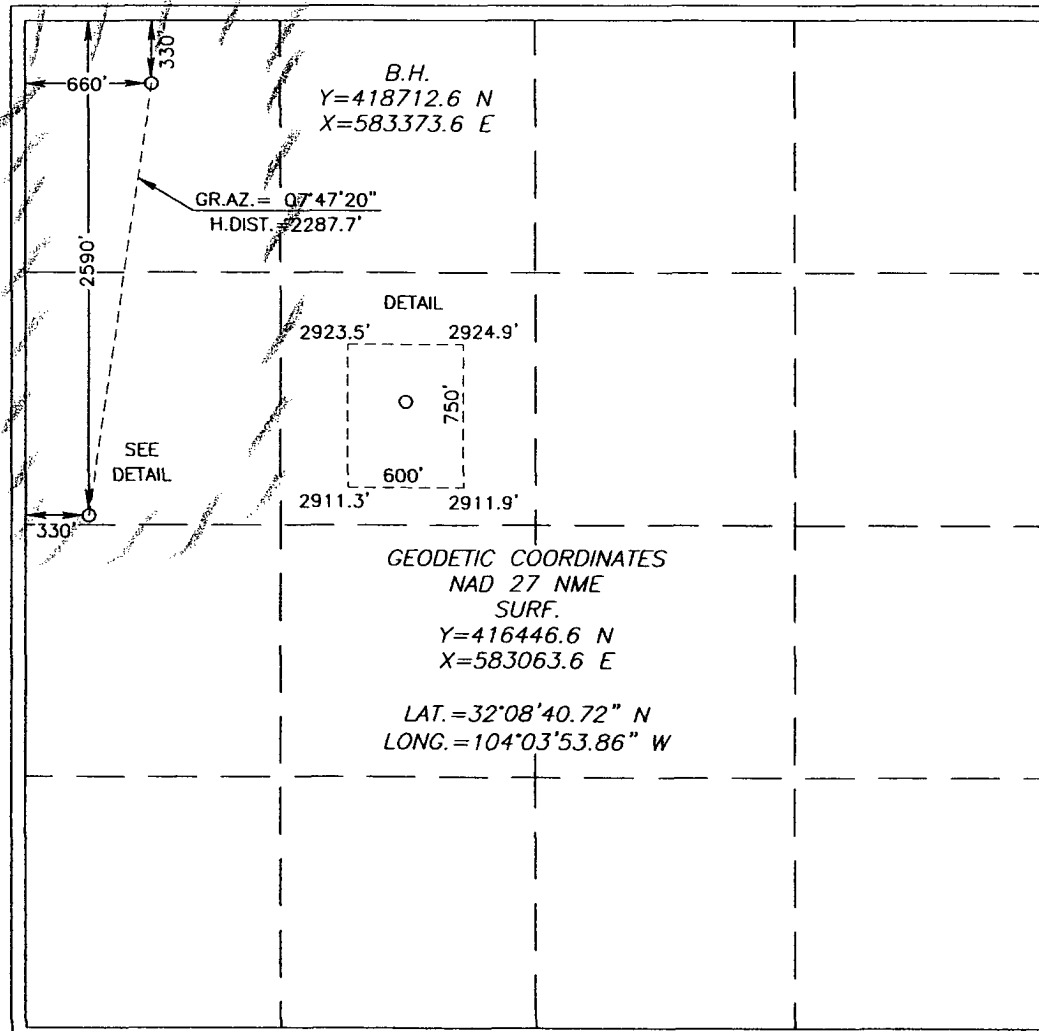 330'
660'
B.H.
Y=418712.6 N
X=583373.6 E
GR.AZ.= 07°47'20"
H.DIST.=2287.7'
2590'
DETAIL
2923.5' 2924.9'
750'
600'
2911.3' 2911.9'
SEE
DETAIL
330'
GEODETIC COORDINATES
NAD 27 NME
SURF.
Y=416446.6 N
X=583063.6 E
LAT.=32°08'40.72" N
LONG.=104°03'53.86" W